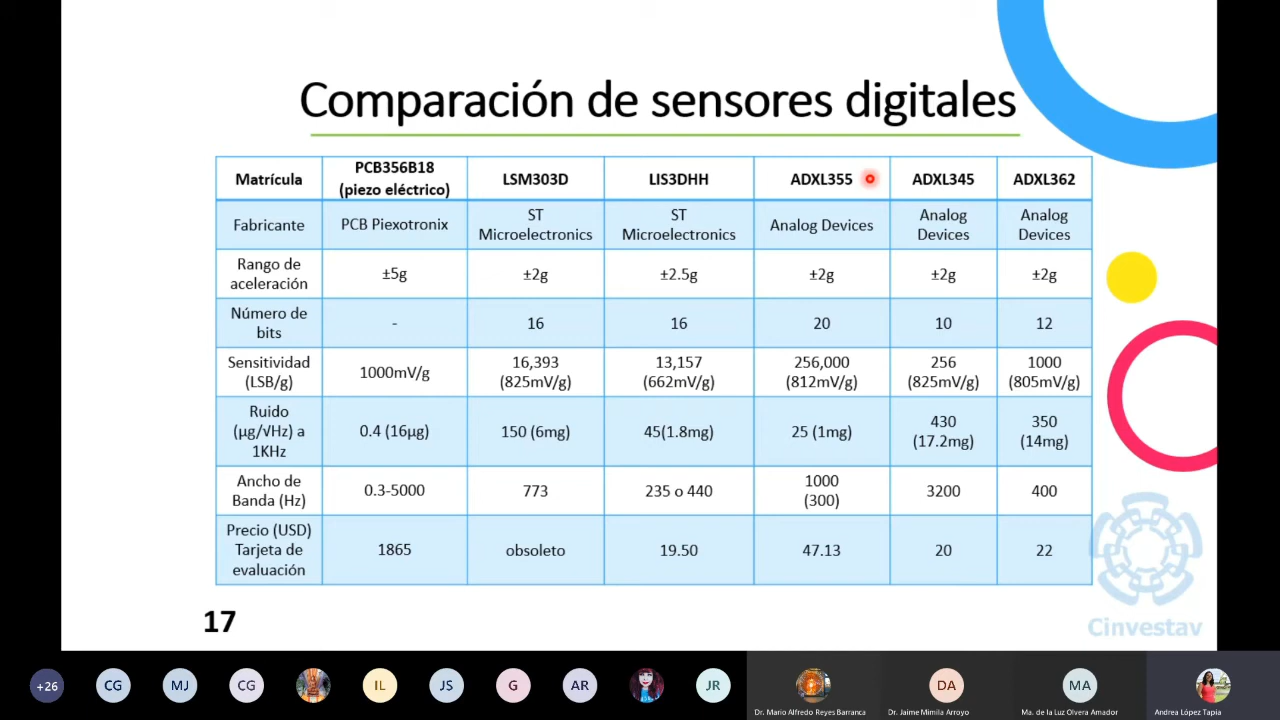 Comparación de sensores digitales
Matrícula
PCB356B18
(piezo eléctrico)
LSM303D
LIS3DHH
ADXL355
ADXL345
ADXL362
Fabricante
PCB Piexotronix
ST
Microelectronics
ST
Microelectronics
Analog Devices
Analog
Devices
Analog
Devices
Rango de
aceleración
±5g
±2g
±2.5g
±2g
±2g
±2g
Número de
bits
-
16
16
20
10
12
Sensitividad
(LSB/g)
1000mV/g
16,393
(825mV/g)
13,157
(662mV/g)
256,000
(812mV/g)
256
(825mV/g)
1000
(805mV/g)
Ruido
(µg/√Hz) a
1KHz
0.4 (16µg)
150 (6mg)
45(1.8mg)
25 (1mg)
430
(17.2mg)
350
(14mg)
Ancho de
Banda (Hz)
0.3-5000
773
235 o 440
1000
(300)
3200
400
Precio (USD)
Tarjeta de
evaluación
1865
obsoleto
19.50
47.13
20
22
17
Cinvestav
+26
CG
MJ
CG
IL
JS
G
AR
JR
DA
MA
Dr. Mario Alfredo Reyes Barranca
Dr. Jaime Mimila Arroyo
Ma. de la Luz Olvera Amador
Andrea López Tapia